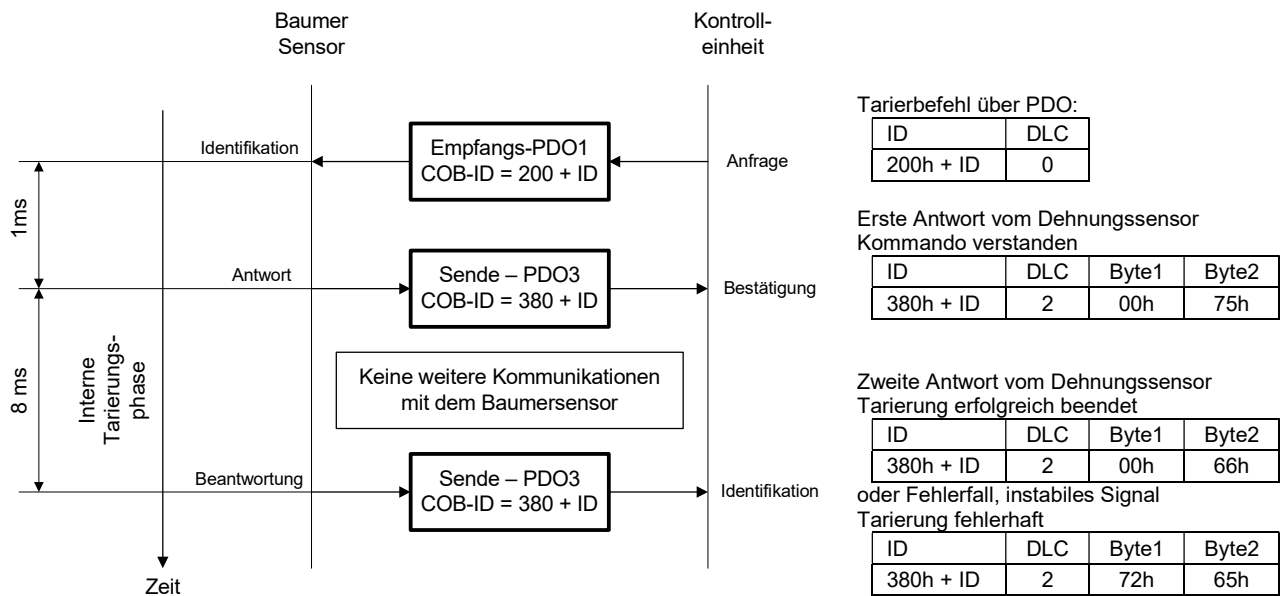 Baumer
Sensor
Kontroll-
einheit
Identifikation
Empfangs-PDO1
COB-ID = 200 + ID
Anfrage
1ms
Antwort
Sende – PDO3
COB-ID = 380 + ID
Bestätigung
8 ms
Interne
Tarierungs-
phase
Keine weitere Kommunikationen
mit dem Baumersensor
Beantwortung
Sende – PDO3
COB-ID = 380 + ID
Identifikation
Zeit
Tarierbefehl über PDO:
ID DLC
200h + ID 0
Erste Antwort vom Dehnungssensor
Kommando verstanden
ID DLC Byte1 Byte2
380h + ID 2 00h 75h
Zweite Antwort vom Dehnungssensor
Tarierung erfolgreich beendet
ID DLC Byte1 Byte2
380h + ID 2 00h 66h
oder Fehlerfall, instabiles Signal
Tarierung fehlerhaft
ID DLC Byte1 Byte2
380h + ID 2 72h 65h